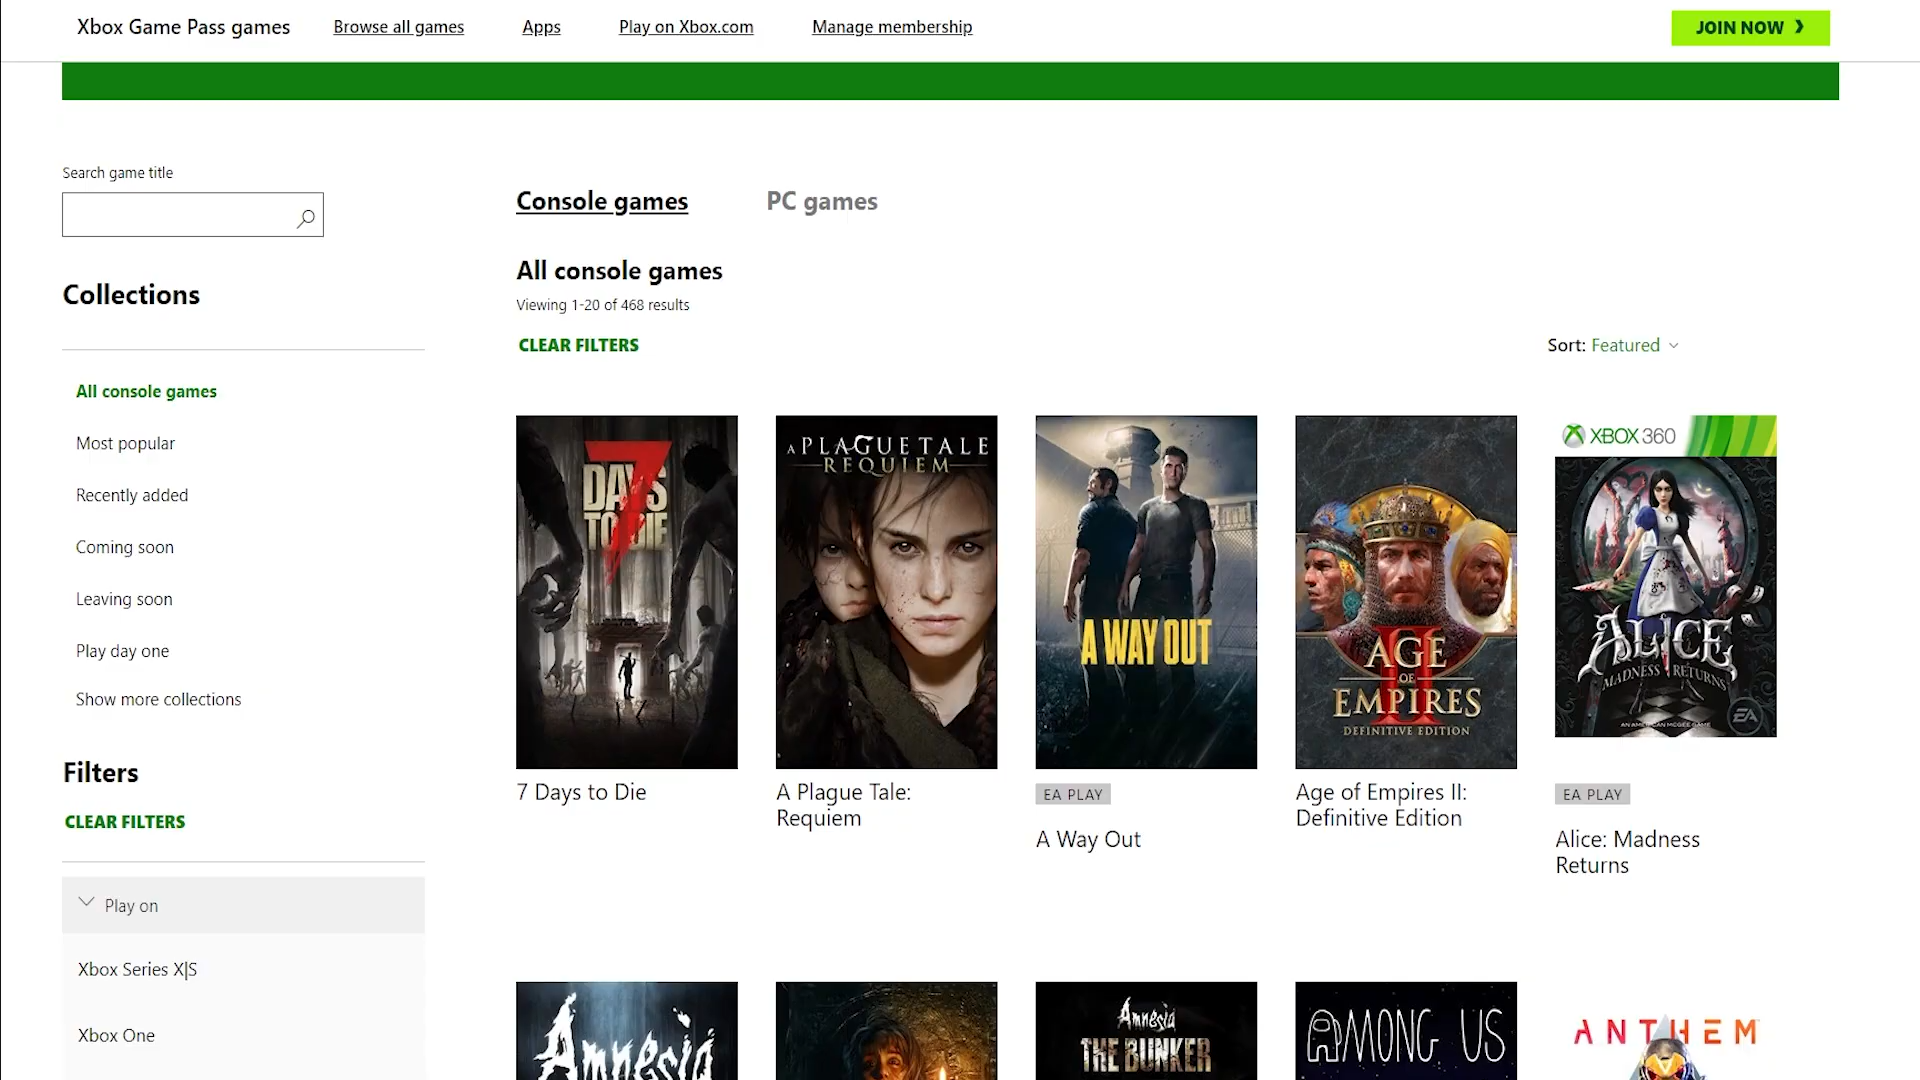 Xbox Game Pass games
Browse all games
Apps
Play on Xbox.com
Manage membership
JOIN NOW
Search game title
Collections
All console games
Most popular
Recently added
Coming soon
Leaving soon
Play day one
Show more collections
Filters
CLEAR FILTERS
Play on
Xbox Series X|S
Xbox One
Console games
PC games
All console games
Viewing 1-20 of 468 results
CLEAR FILTERS
Sort: Featured
7
DAYS
TO DIE
A PLAGUE TALE
REQUIEM
A WAY OUT
II
AGE
OF
EMPIRES
DEFINITIVE EDITION
XBOX 360
ALICE
MADNESS RETURNS
AN AMERICAN MCGEE GAME
EA
7 Days to Die
A Plague Tale:
Requiem
EA PLAY
A Way Out
Age of Empires II:
Definitive Edition
EA PLAY
Alice: Madness
Returns
Amnesia
Amnesia
THE BUNKER
AMONG US
ANTHEM